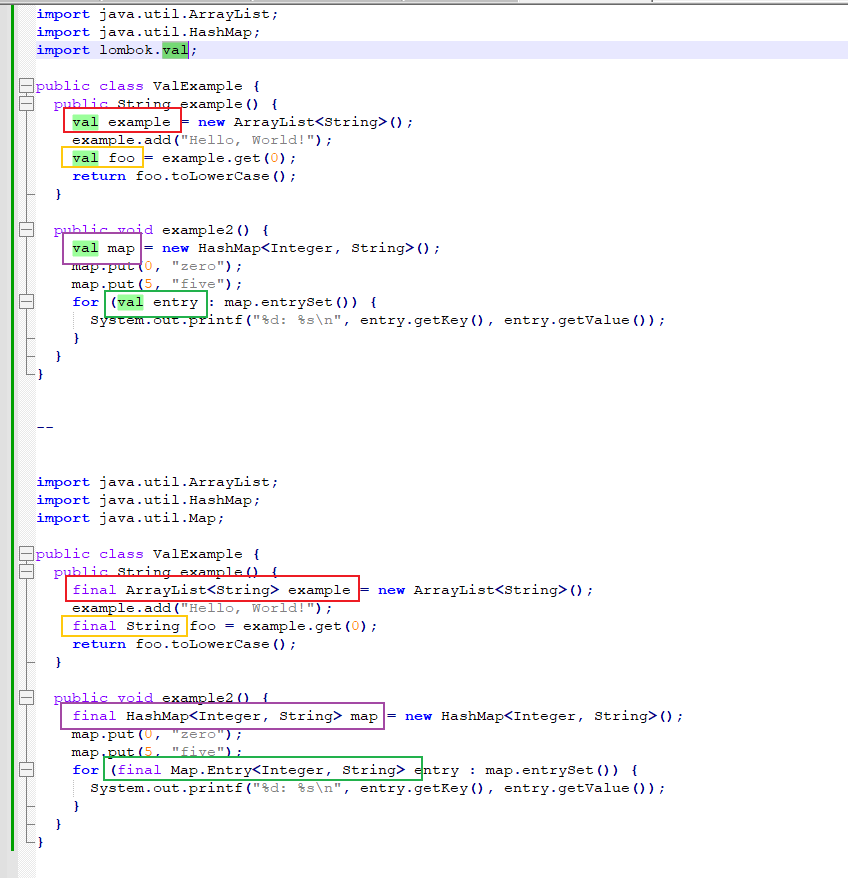 import java.util.ArrayList;
import java.util.HashMap;
import lombok.val;
public class ValExample {
public String example() {
val example = new ArrayList<String>();
example.add("Hello, World!");
val foo = example.get(0);
return foo.toLowerCase();
}
public void example2() {
val map = new HashMap<Integer, String>();
map.put(0, "zero");
map.put(5, "five");
for (val entry : map.entrySet()) {
System.out.printf("%d: %s\n", entry.getKey(), entry.getValue());
}
}
}
--
import java.util.ArrayList;
import java.util.HashMap;
import java.util.Map;
public class ValExample {
public String example() {
final ArrayList<String> example = new ArrayList<String>();
example.add("Hello, World!");
final String foo = example.get(0);
return foo.toLowerCase();
}
public void example2() {
final HashMap<Integer, String> map = new HashMap<Integer, String>();
map.put(0, "zero");
map.put(5, "five");
for (final Map.Entry<Integer, String> entry : map.entrySet()) {
System.out.printf("%d: %s\n", entry.getKey(), entry.getValue());
}
}
}